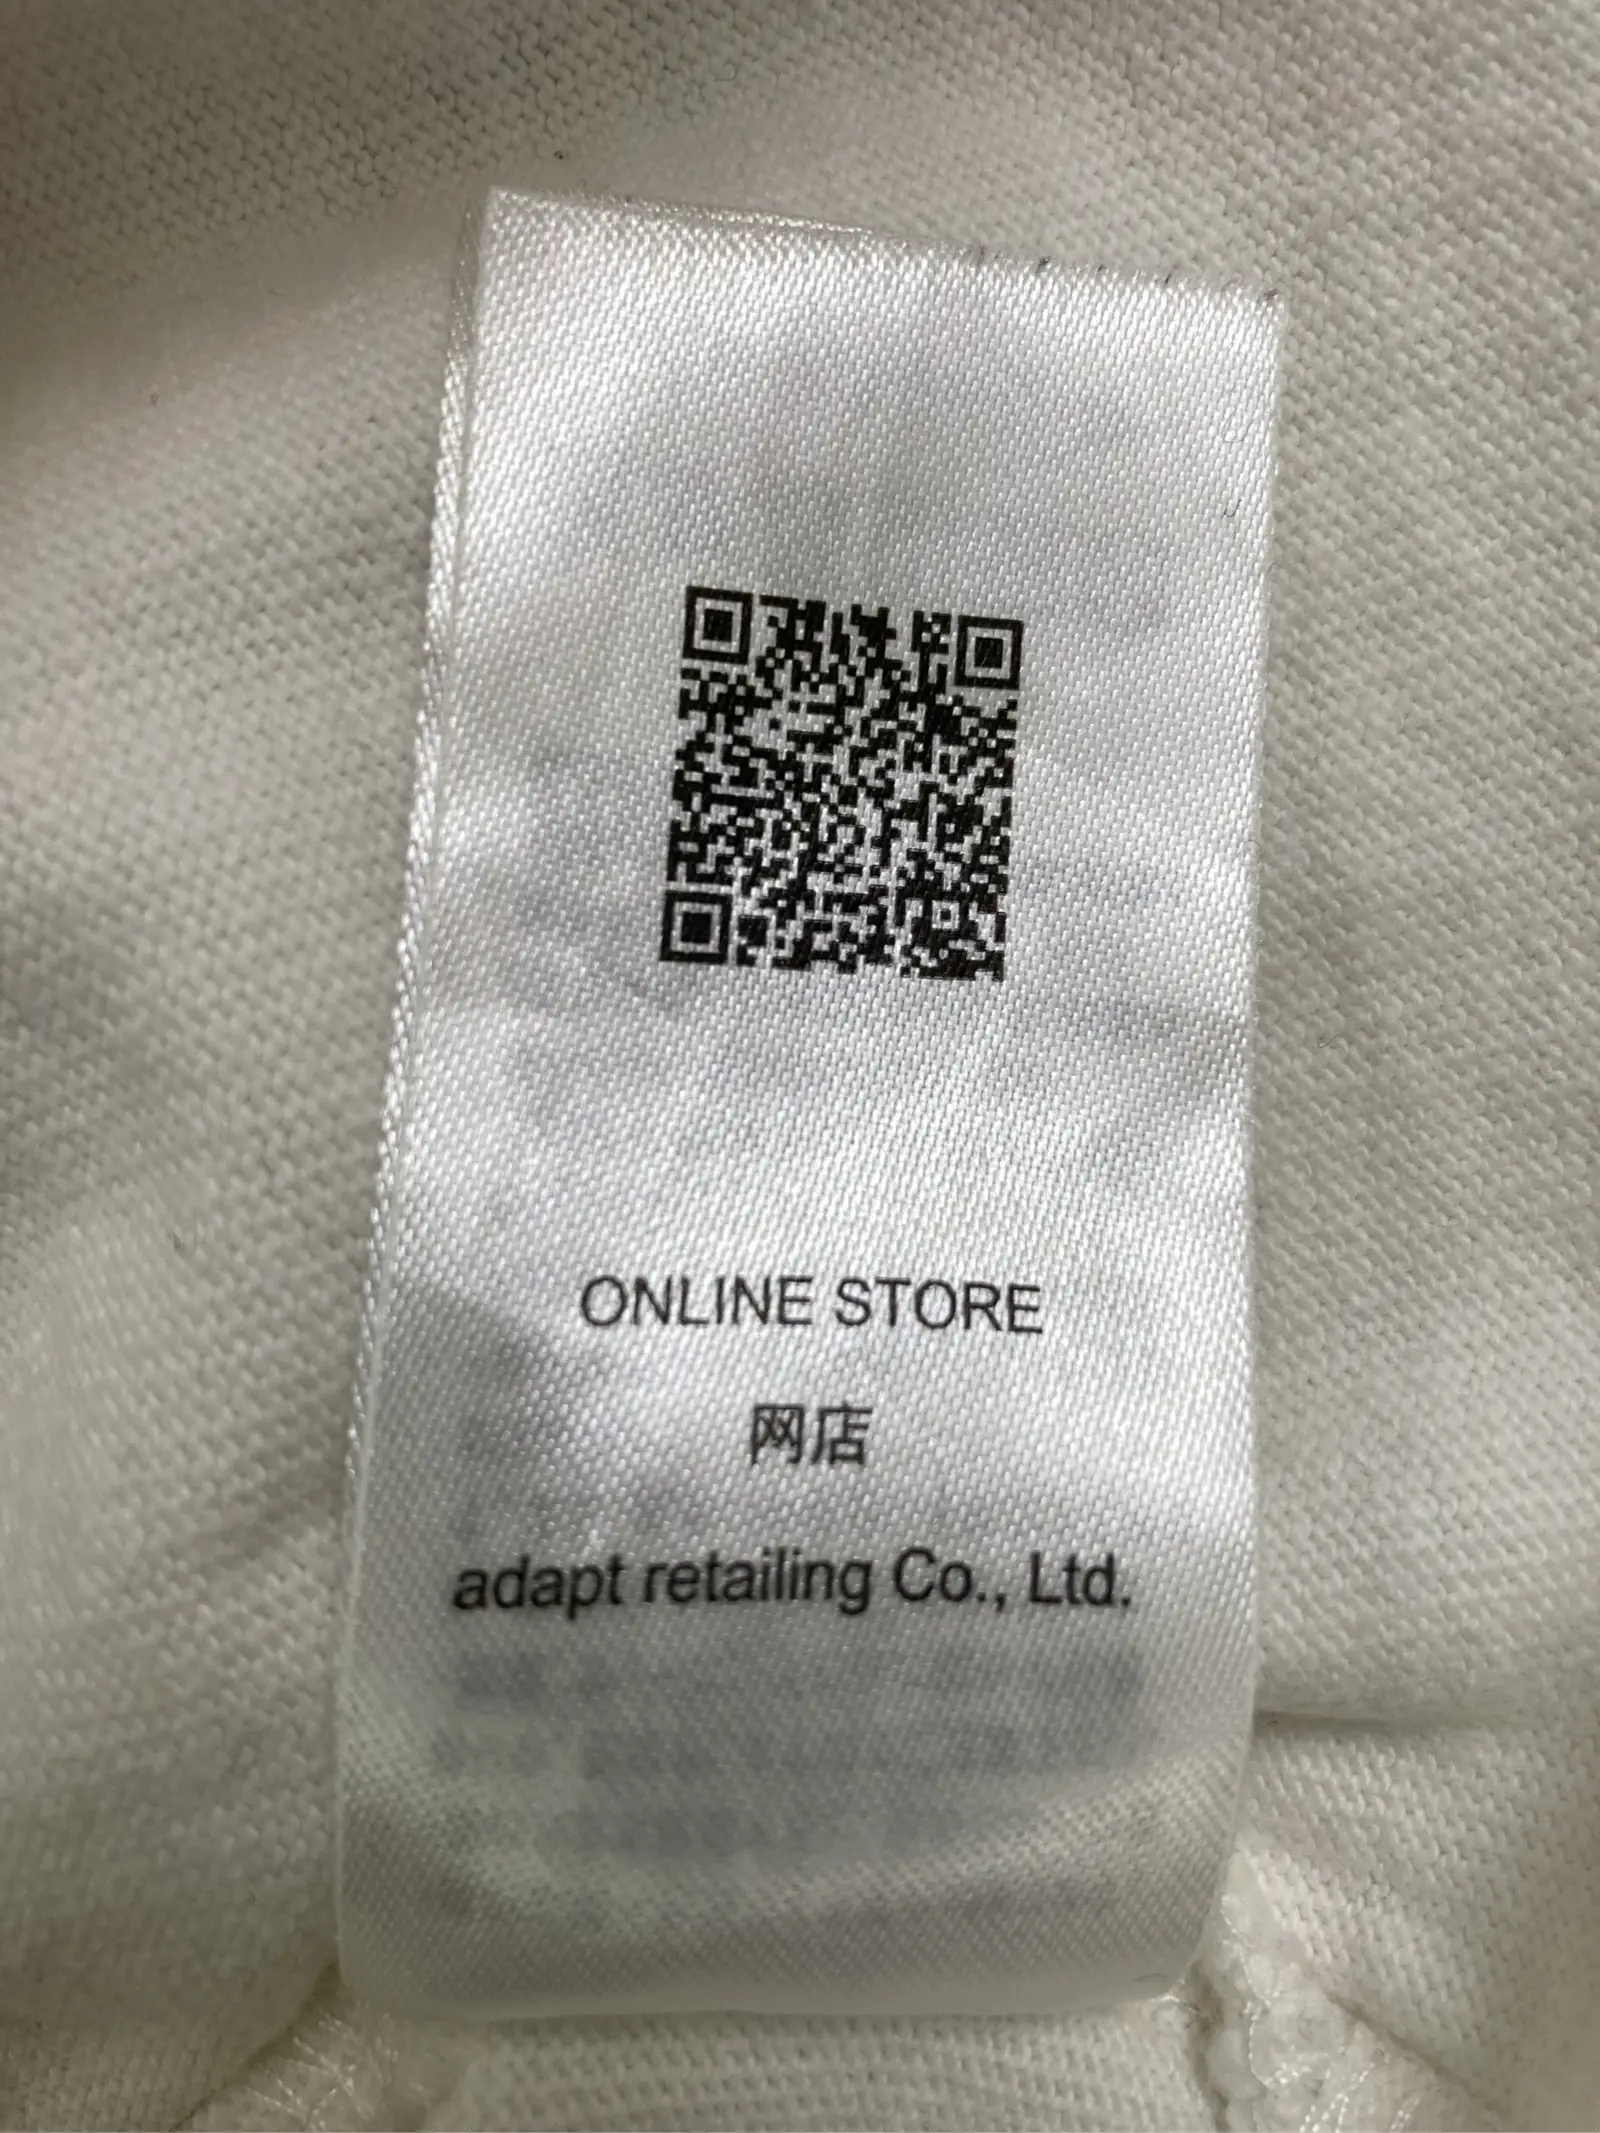 ONLINE STORE
网店
adapt retailing Co., Ltd.